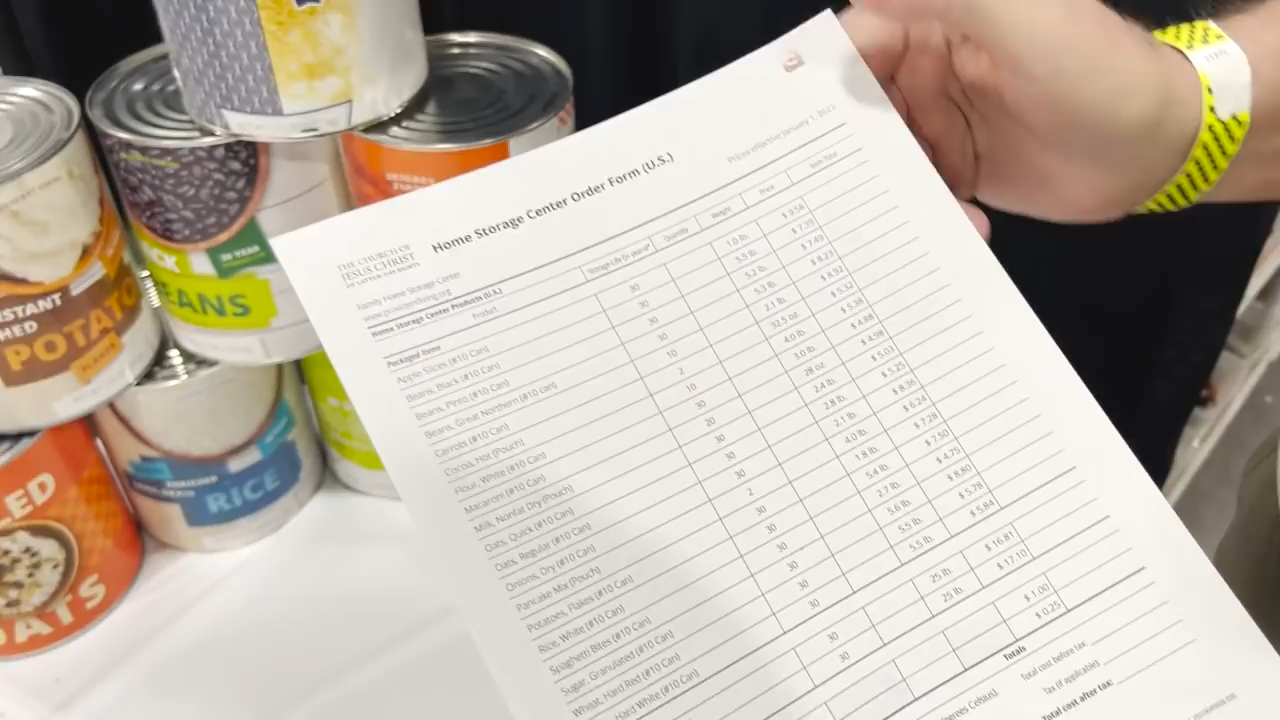 Home Storage Center Order Form (U.S.)
Prices effective January 1, 2022
THE CHURCH OF
JESUS CHRIST
OF LATTER-DAY SAINTS
Family Home Storage Center
www.providentliving.org
Home Storage Center Products (U.S.)
Product Storage Life (in years)* Quantity Weight Price Item Total
Packaged Items
Apple Slices (#10 Can) 30 1.0 lb. $ 9.58
Beans, Black (#10 Can) 30 5.5 lb. $ 7.39
Beans, Pinto (#10 Can) 30 5.2 lb. $ 7.49
Beans, Great Northern (#10 can) 30 5.3 lb. $ 8.23
Carrots (#10 Can) 10 2.1 lb. $ 8.92
Cocoa, Hot (Pouch) 2 32.5 oz. $ 5.32
Flour, White (#10 Can) 10 4.0 lb. $ 5.38
Macaroni (#10 Can) 30 3.0 lb. $ 4.88
Milk, Nonfat Dry (Pouch) 20 28 oz. $ 4.98
Oats, Quick (#10 Can) 30 2.4 lb. $ 5.03
Oats, Regular (#10 Can) 30 2.8 lb. $ 5.25
Onions, Dry (#10 Can) 30 2.1 lb. $ 8.36
Pancake Mix (Pouch) 2 4.0 lb. $ 6.24
Potatoes, Flakes (#10 Can) 30 1.8 lb. $ 7.28
Rice, White (#10 Can) 30 5.4 lb. $ 7.50
Spaghetti Bites (#10 Can) 30 2.7 lb. $ 4.75
Sugar, Granulated (#10 Can) 30 5.6 lb. $ 8.80
Wheat, Hard Red (#10 Can) 30 5.5 lb. $ 5.78
Hard White (#10 Can) 30 5.5 lb. $ 5.84
30 25 lb. $ 16.81
30 25 lb. $ 17.10
$ 1.00
$ 0.25
Totals
Total cost before tax:
Tax (if applicable)
Total cost after tax:
degrees Celsius).
BEANS
30-YEAR
INSTANT
POTATO
FLAKES
ENRICHED
RICE
OATS